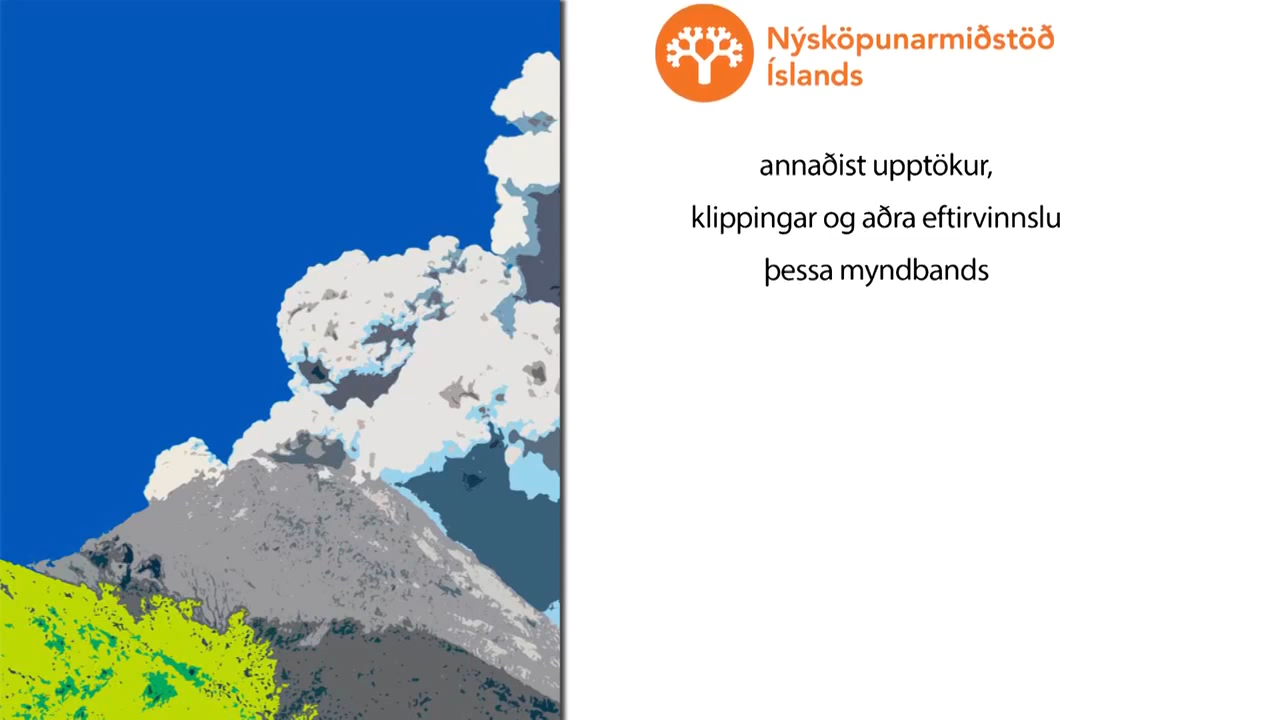 Nýsköpunarmiðstöð
Íslands
annaðist upptökur,
klippingar og aðra eftirvinnslu
þessa myndbands